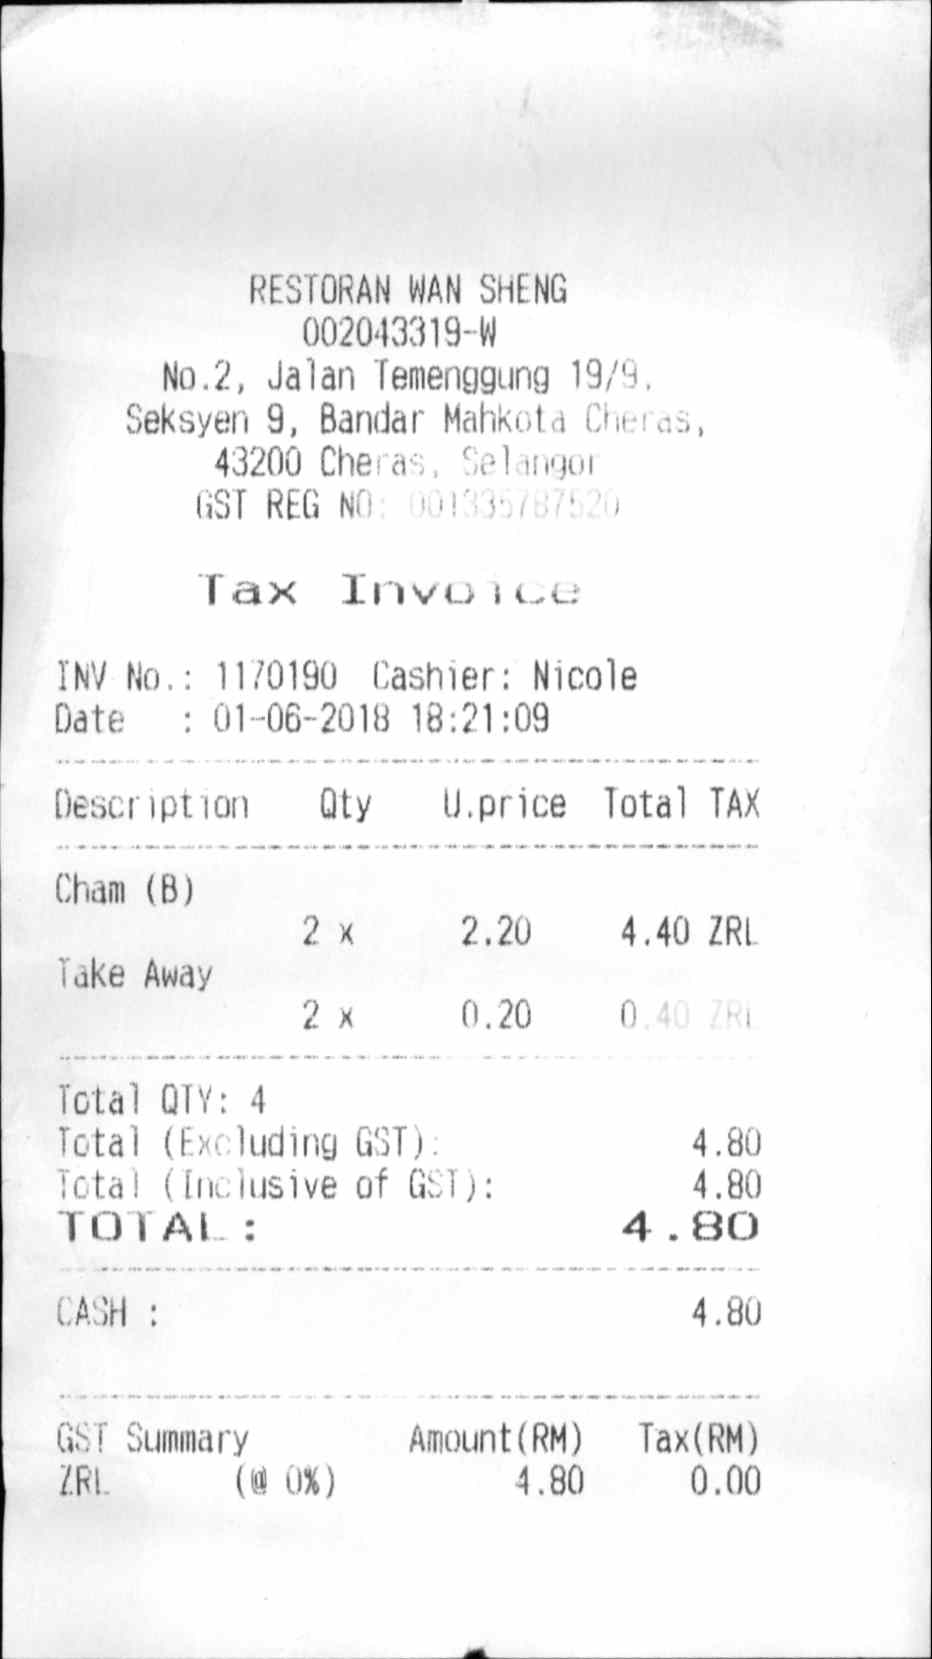 RESTORAN WAN SHENG
002043319-W
No.2, Jalan Temenggung 19/9,
Seksyen 9, Bandar Mahkota Cheras,
43200 Cheras, Selangor
GST REG NO: 001335787520
Tax Invoice
INV No.: 1170190 Cashier: Nicole
Date : 01-06-2018 18:21:09
Description Qty U.price Total TAX
Cham (B)
2 x 2.20 4.40 ZRL
Take Away
2 x 0.20 0.40 ZRL
Total QTY: 4
Total (Excluding GST): 4.80
Total (Inclusive of GST): 4.80
TOTAL: 4.80
CASH : 4.80
GST Summary Amount(RM) Tax(RM)
ZRL (@ 0%) 4.80 0.00